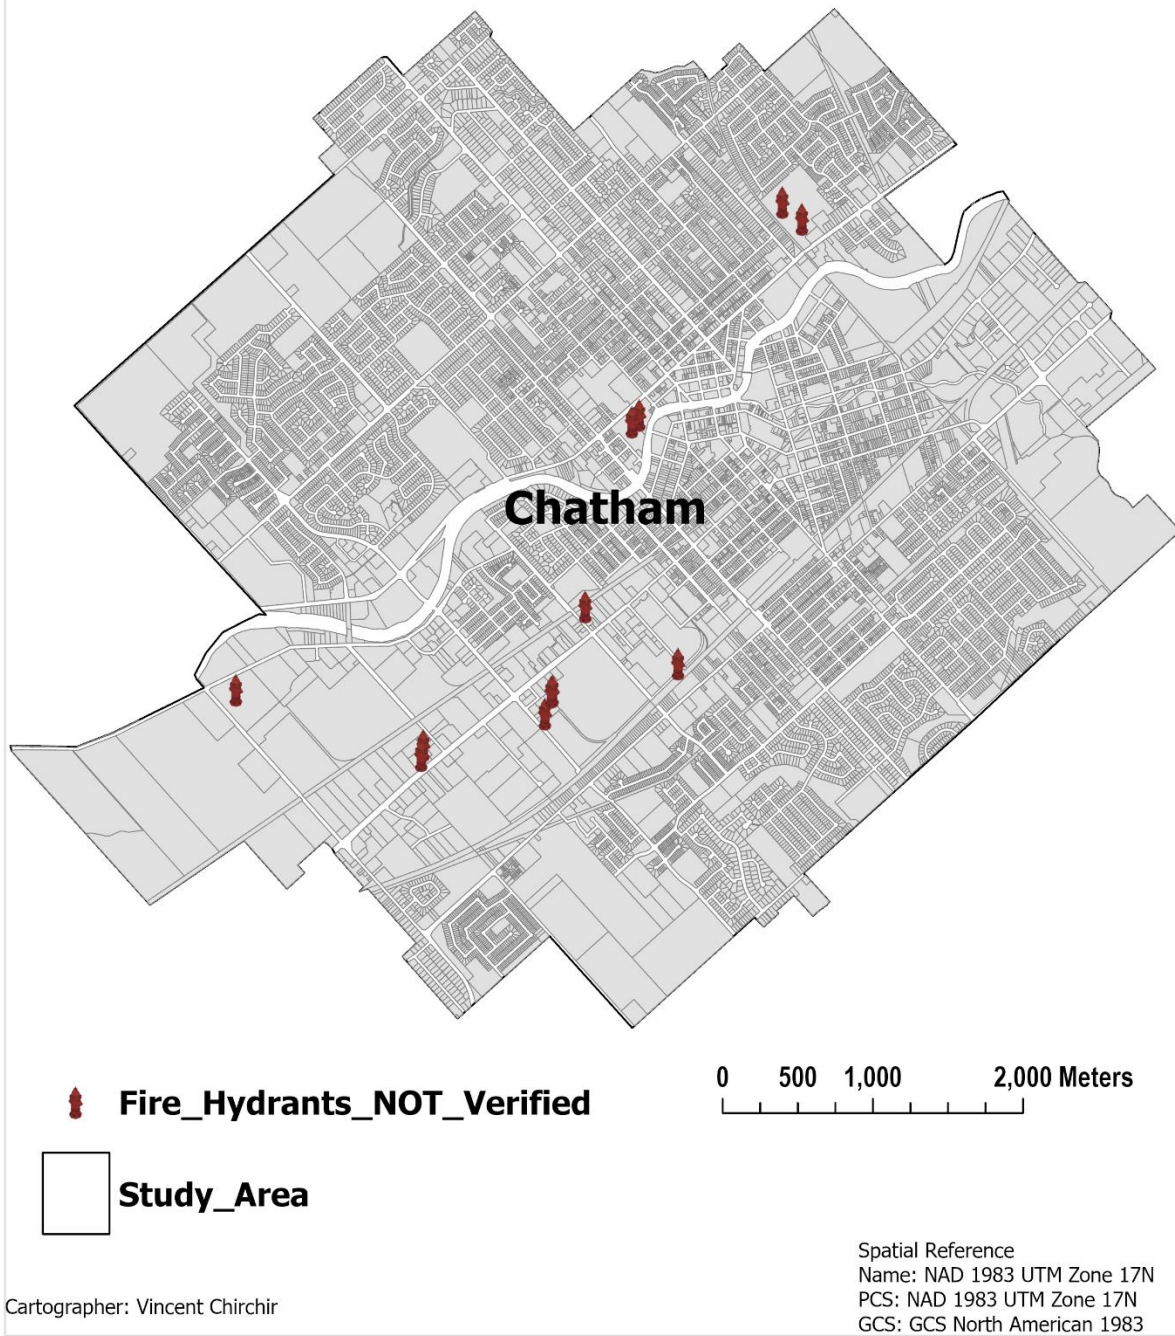 Chatham
Fire_Hydrants_NOT_Verified
0 500 1,000 2,000 Meters
Study_Area
Spatial Reference
Name: NAD 1983 UTM Zone 17N
PCS: NAD 1983 UTM Zone 17N
GCS: GCS North American 1983
Cartographer: Vincent Chirchir